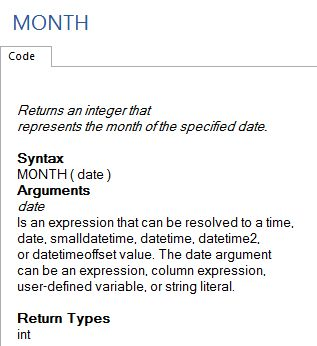 MONTH
Code
Returns an integer that
represents the month of the specified date.
Syntax
MONTH ( date )
Arguments
date
Is an expression that can be resolved to a time,
date, smalldatetime, datetime, datetime2,
or datetimeoffset value. The date argument
can be an expression, column expression,
user-defined variable, or string literal.
Return Types
int